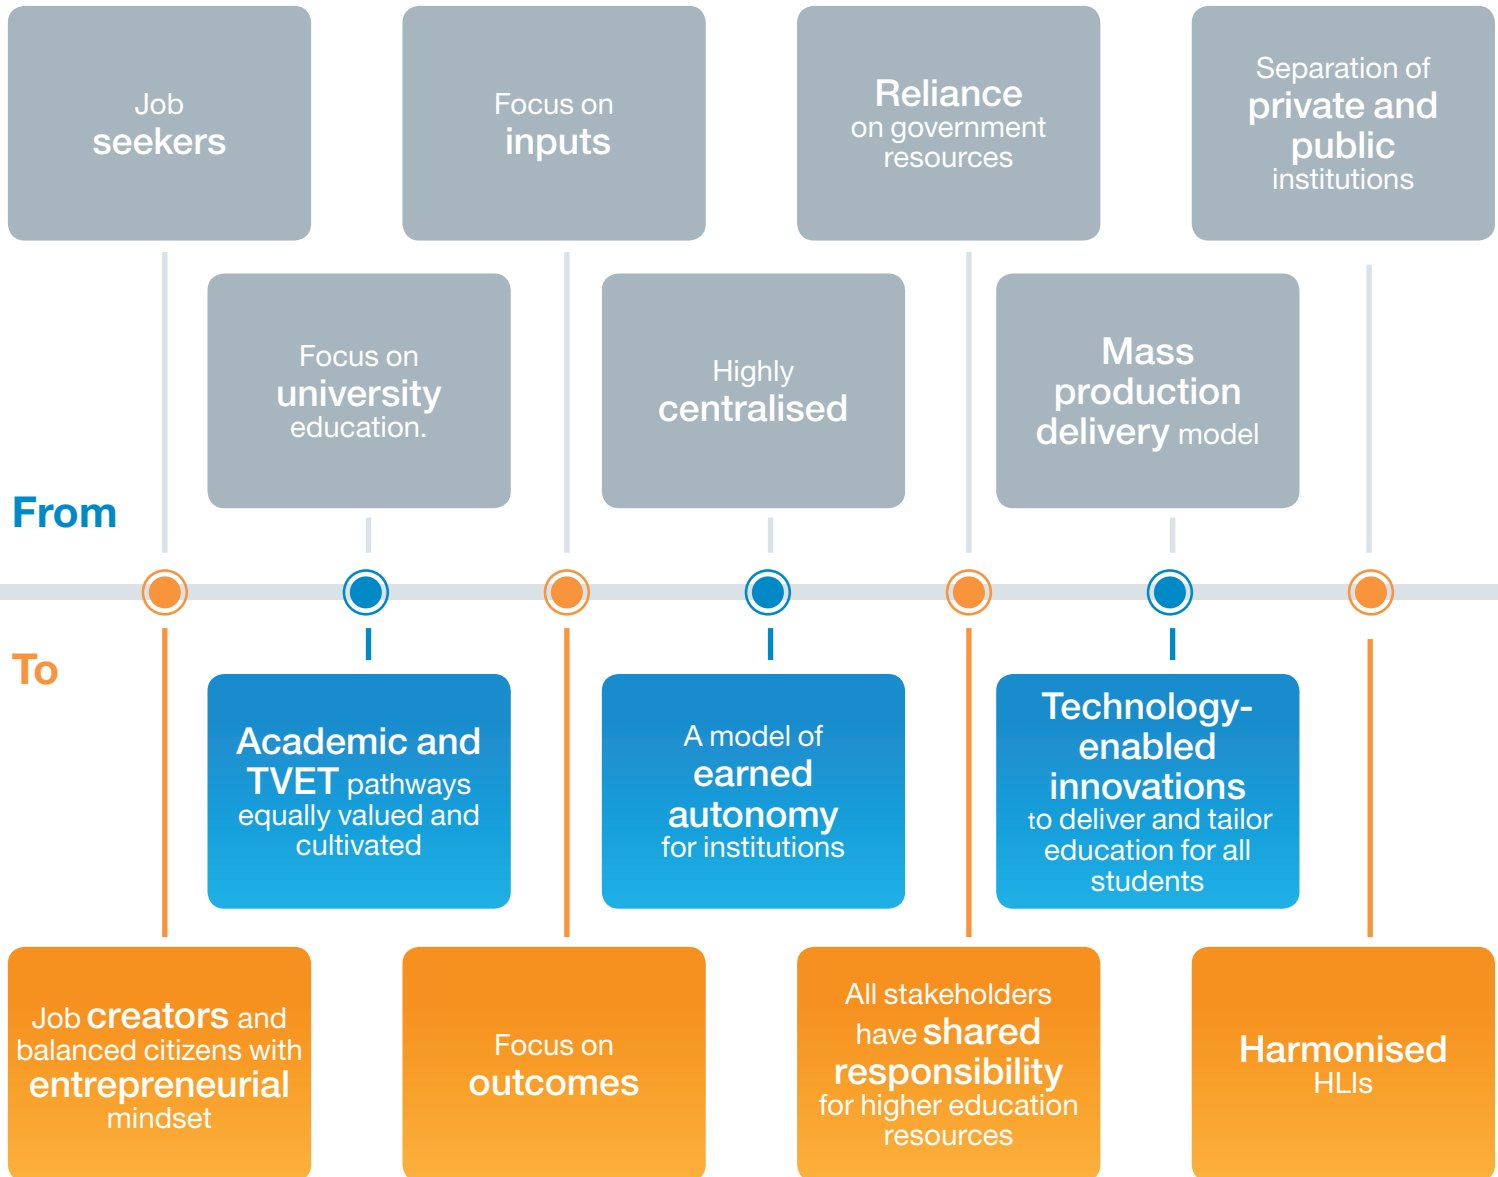 Job
seekers
Focus on
inputs
Reliance
on government
resources
Separation of
private and
public
institutions
Focus on
university
education.
Highly
centralised
Mass
production
delivery model
From
To
Academic and
TVET pathways
equally valued and
cultivated
A model of
earned
autonomy
for institutions
Technology-
enabled
innovations
to deliver and tailor
education for all
students
Job creators and
balanced citizens with
entrepreneurial
mindset
Focus on
outcomes
All stakeholders
have shared
responsibility
for higher education
resources
Harmonised
HLIs